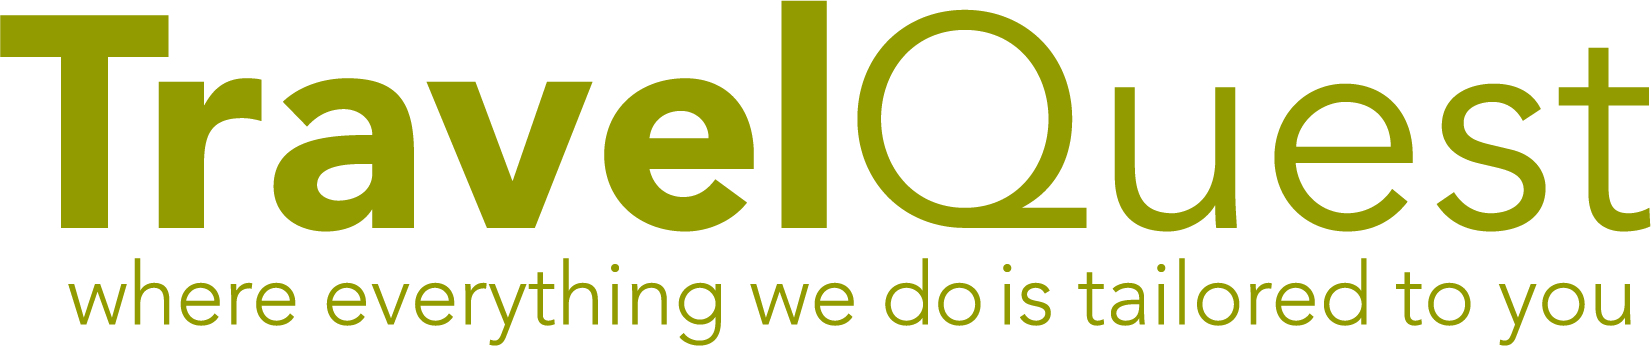 TravelQuest
where everything we do is tailored to you